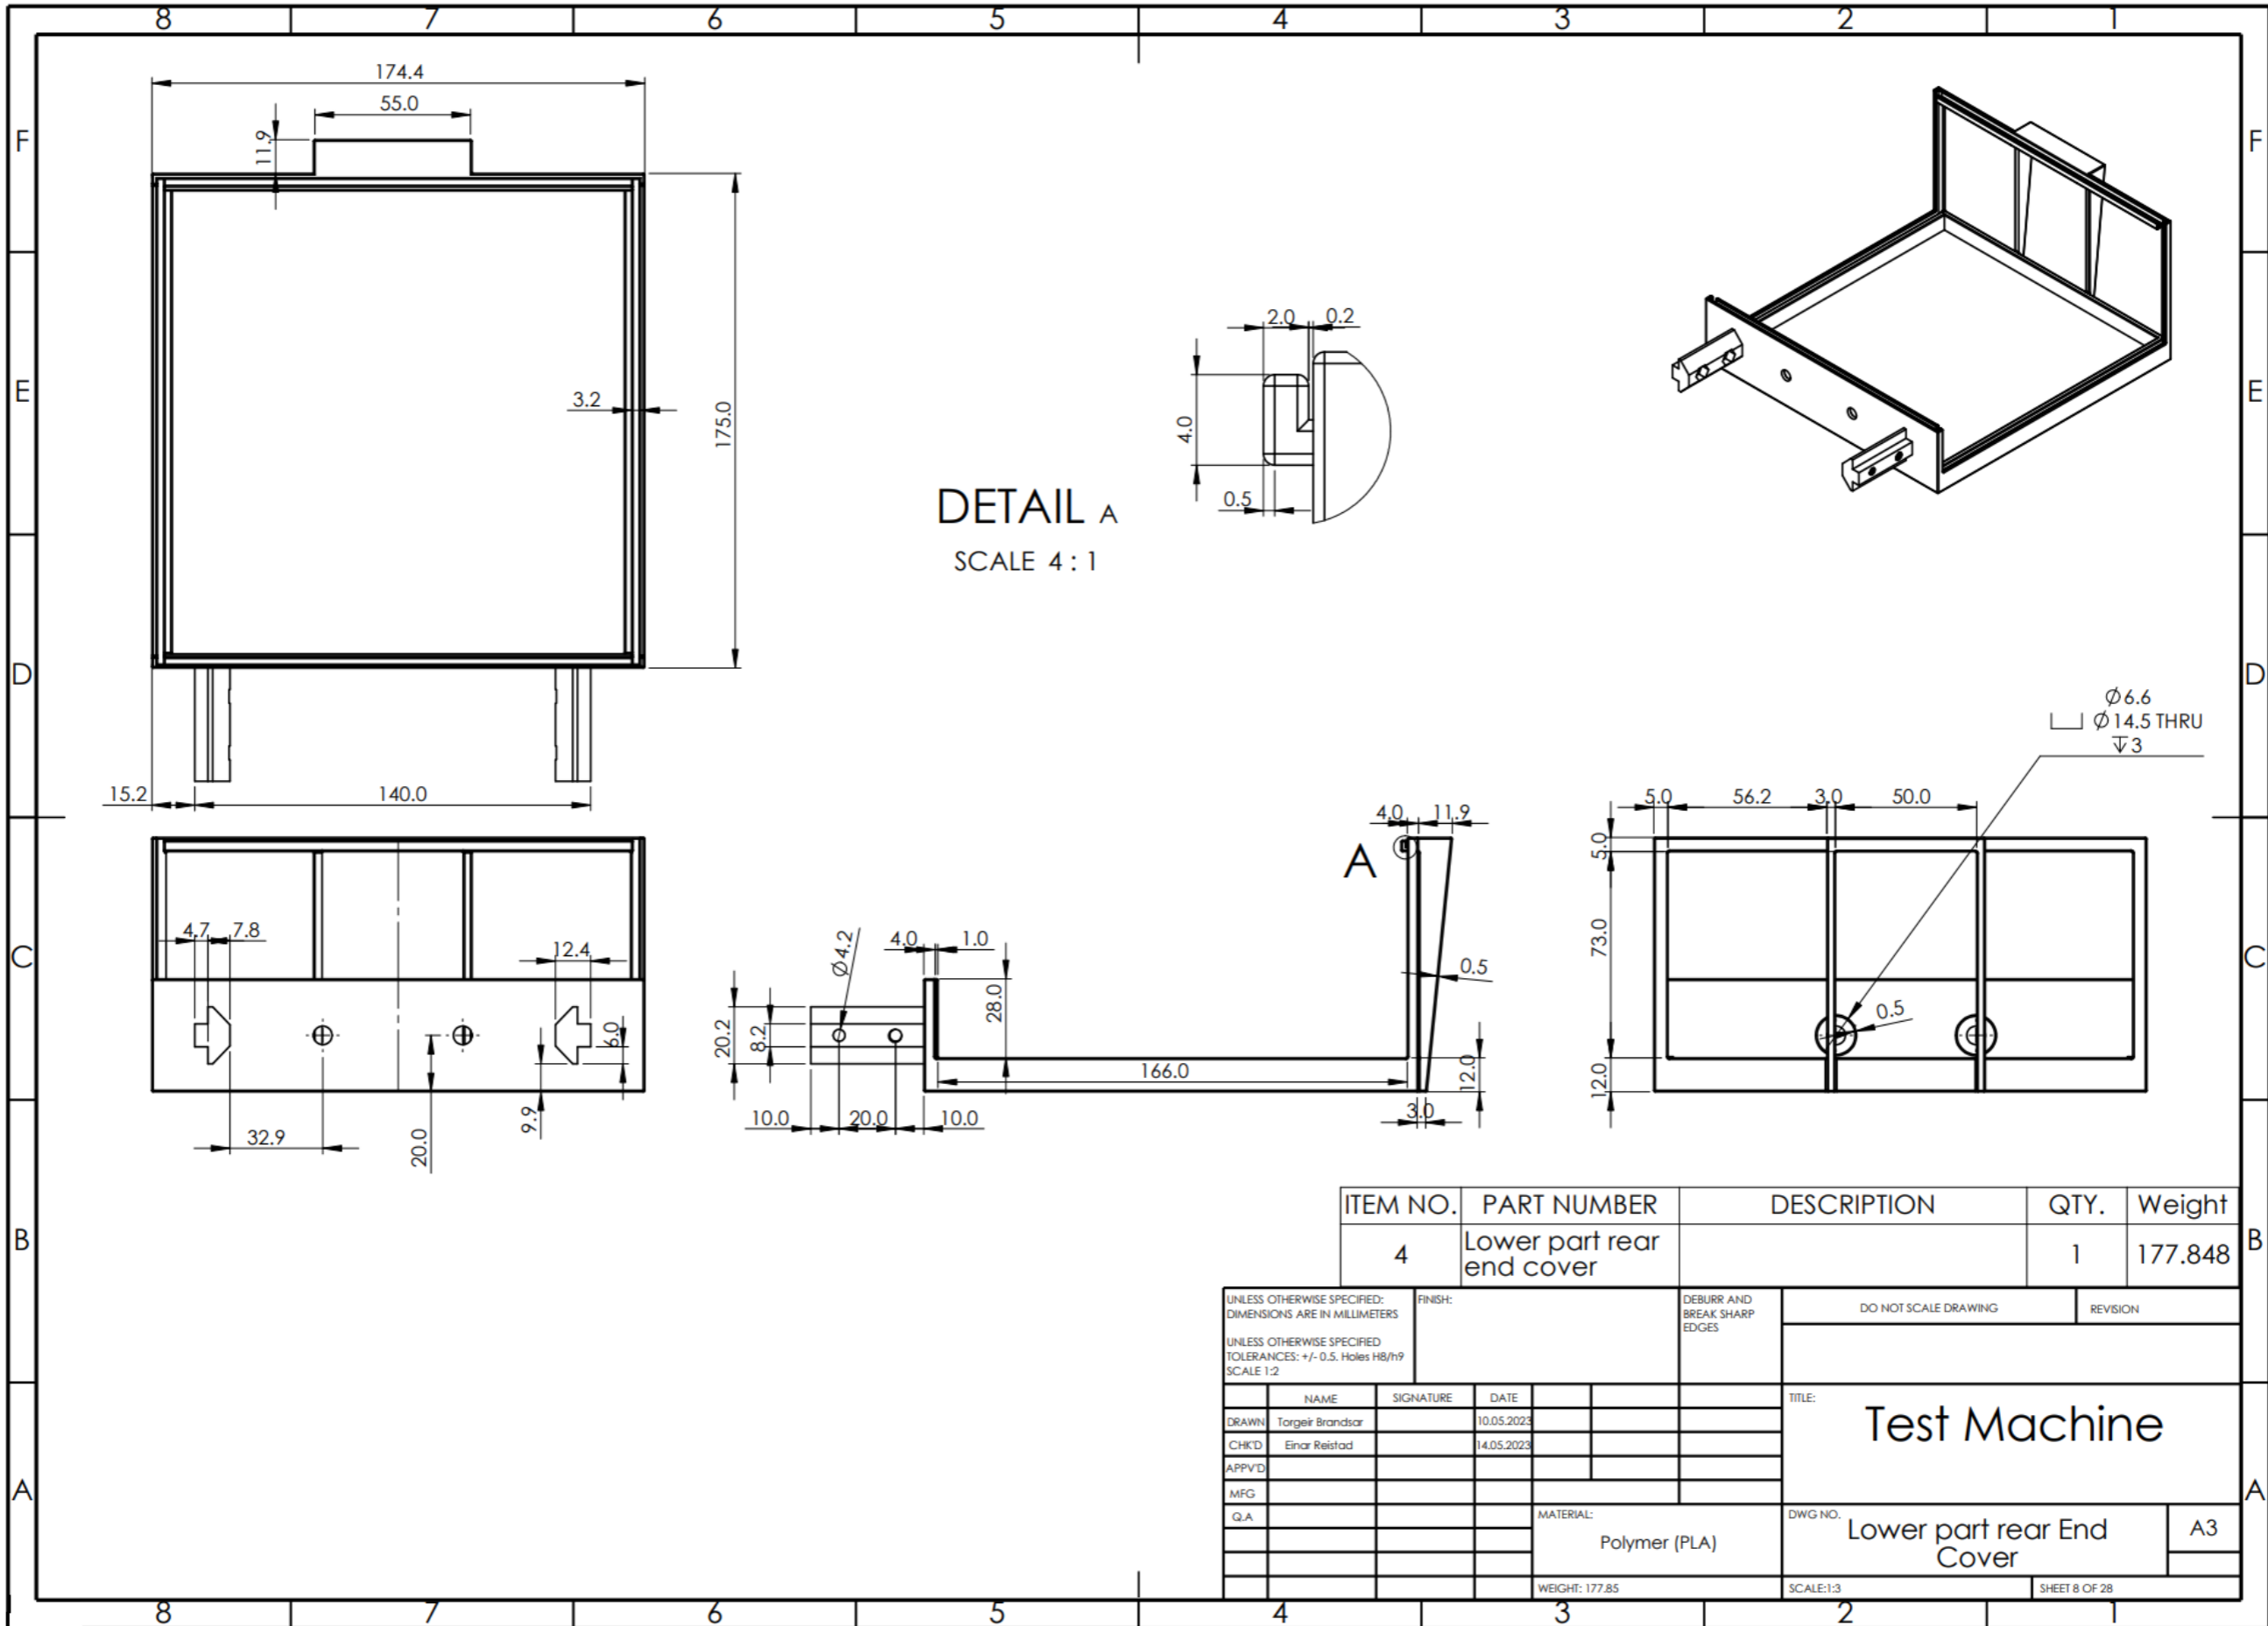 8 7 6 5 4 3 2 1
F F
E E
D D
C C
B B
A A
174.4
55.0
11.9
3.2
175.0
15.2
140.0
2.0 0.2
4.0
0.5
DETAIL A
SCALE 4 : 1
4.7 7.8
12.4
6.0
9.9
20.0
32.9
Ø4.2
4.0 1.0
28.0
20.2
8.2
166.0
10.0 20.0 10.0
4.0 11.9
A
0.5
12.0
3.0
Ø6.6
⌴ Ø14.5 THRU
↧3
5.0 56.2 3.0 50.0
5.0
73.0
12.0
0.5
ITEM NO. PART NUMBER DESCRIPTION QTY. Weight
4 Lower part rear end cover 1 177.848
UNLESS OTHERWISE SPECIFIED:
DIMENSIONS ARE IN MILLIMETERS
UNLESS OTHERWISE SPECIFIED
TOLERANCES: +/- 0.5. Holes H8/h9
SCALE 1:2
FINISH:
DEBURR AND
BREAK SHARP
EDGES
DO NOT SCALE DRAWING
REVISION
NAME SIGNATURE DATE
DRAWN Torgeir Brandsar 10.05.2023
CHK'D Einar Reistad 14.05.2023
APPV'D
MFG
Q.A
TITLE:
Test Machine
MATERIAL:
Polymer (PLA)
DWG NO.
Lower part rear End
Cover
A3
WEIGHT: 177.85
SCALE:1:3
SHEET 8 OF 28
8 7 6 5 4 3 2 1